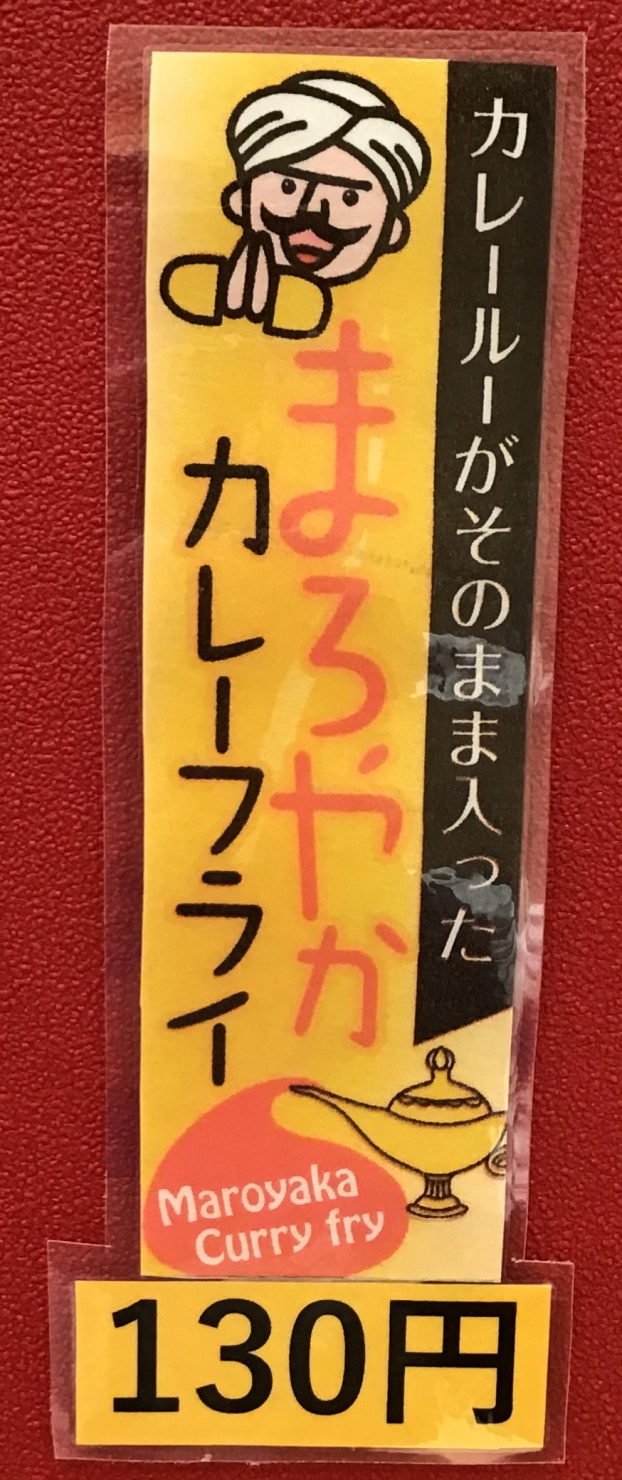 カレールーがそのまま入った
まろやか
カレーフライ
Maroyaka
Curry fry
130円